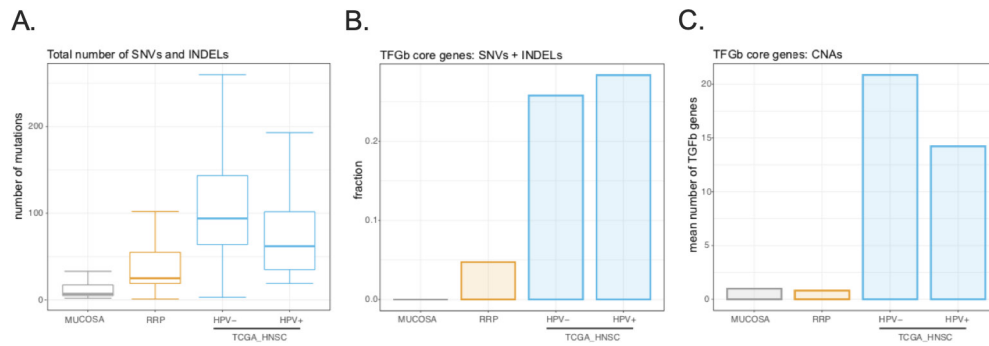 A.
Total number of SNVs and INDELs
number of mutations
200
100
0
MUCOSA
RRP
HPV−
HPV+
TCGA_HNSC
B.
TFGb core genes: SNVs + INDELs
fraction
0.2
0.1
0.0
MUCOSA
RRP
HPV−
HPV+
TCGA_HNSC
C.
TFGb core genes: CNAs
mean number of TGFb genes
20
15
10
5
0
MUCOSA
RRP
HPV−
HPV+
TCGA_HNSC